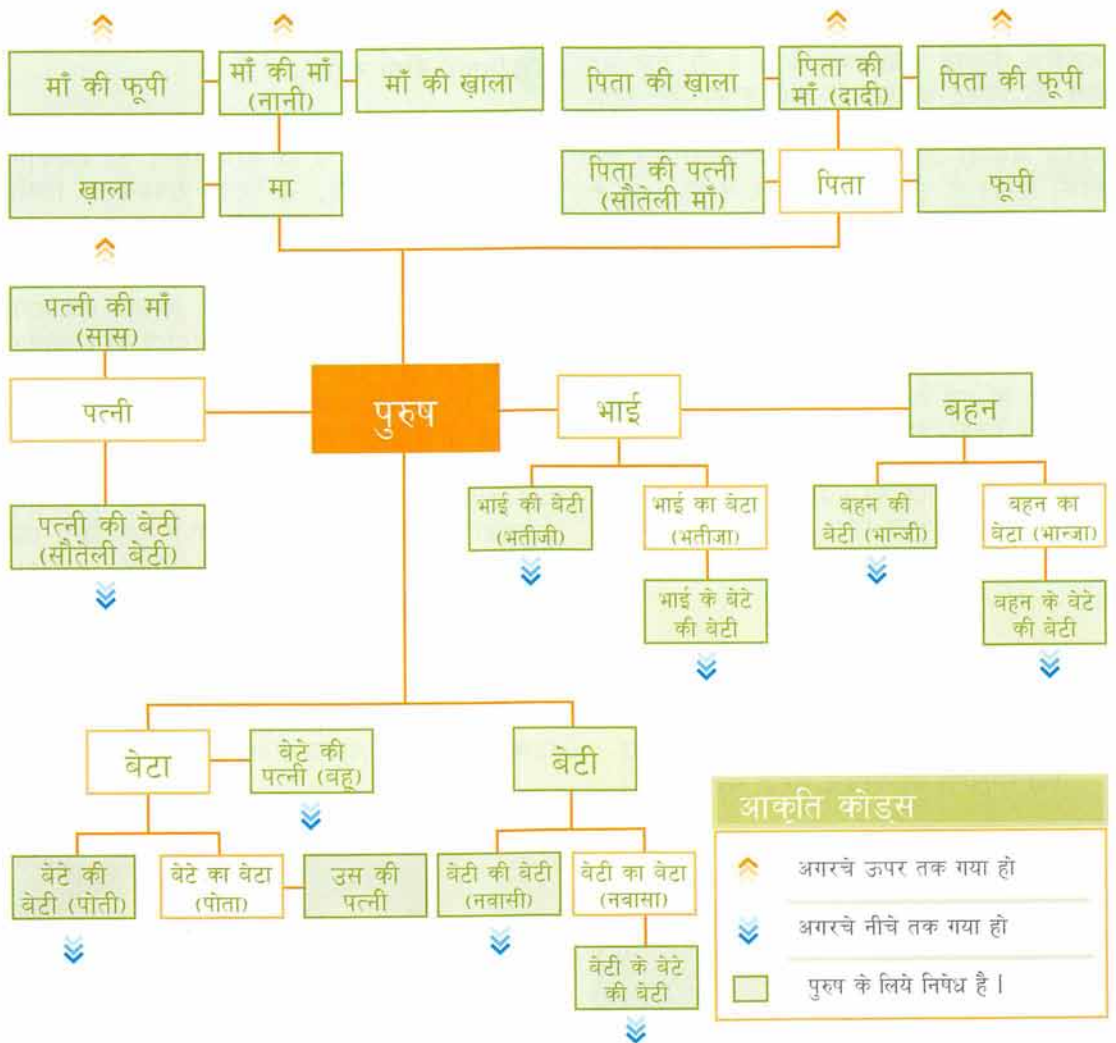 माँ की फूपी
माँ की माँ
(नानी)
माँ की ख़ाला
पिता की ख़ाला
पिता की
माँ (दादी)
पिता की फूपी
ख़ाला
मा
पिता की पत्नी
(सौतेली माँ)
पिता
फूपी
पत्नी की माँ
(सास)
पत्नी
पुरुष
भाई
बहन
पत्नी की बेटी
(सौतेली बेटी)
भाई की बेटी
(भतीजी)
भाई का बेटा
(भतीजा)
बहन की
बेटी (भान्जी)
बहन का
बेटा (भान्जा)
भाई के बेटे
की बेटी
बहन के बेटे
की बेटी
बेटा
बेटे की
पत्नी (बहू)
बेटी
बेटे की
बेटी (पोती)
बेटे का बेटा
(पोता)
उस की
पत्नी
बेटी की बेटी
(नवासी)
बेटी का बेटा
(नवासा)
बेटी के बेटे
की बेटी
आकृति कोड्स
अगरचे ऊपर तक गया हो
अगरचे नीचे तक गया हो
पुरुष के लिये निषेध है |